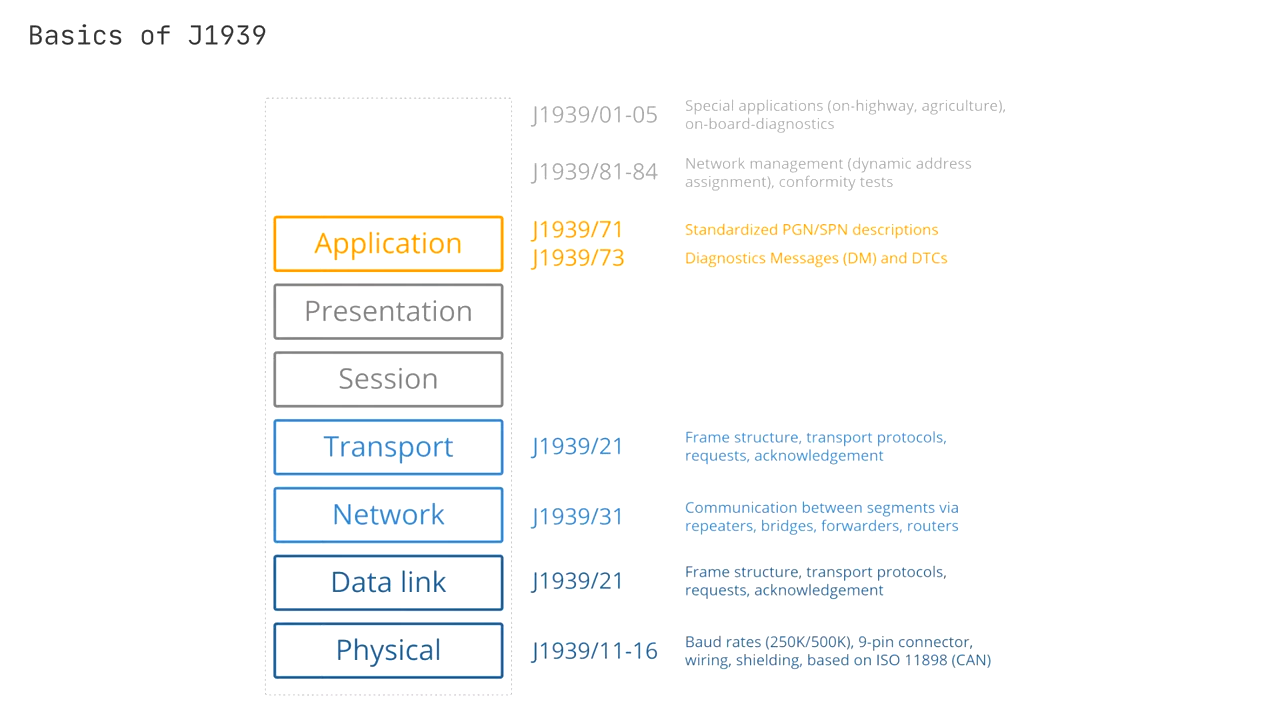 Basics of J1939
J1939/01-05
Special applications (on-highway, agriculture),
on-board-diagnostics
J1939/81-84
Network management (dynamic address
assignment), conformity tests
Application
J1939/71
Standardized PGN/SPN descriptions
J1939/73
Diagnostics Messages (DM) and DTCs
Presentation
Session
Transport
J1939/21
Frame structure, transport protocols,
requests, acknowledgement
Network
J1939/31
Communication between segments via
repeaters, bridges, forwarders, routers
Data link
J1939/21
Frame structure, transport protocols,
requests, acknowledgement
Physical
J1939/11-16
Baud rates (250K/500K), 9-pin connector,
wiring, shielding, based on ISO 11898 (CAN)